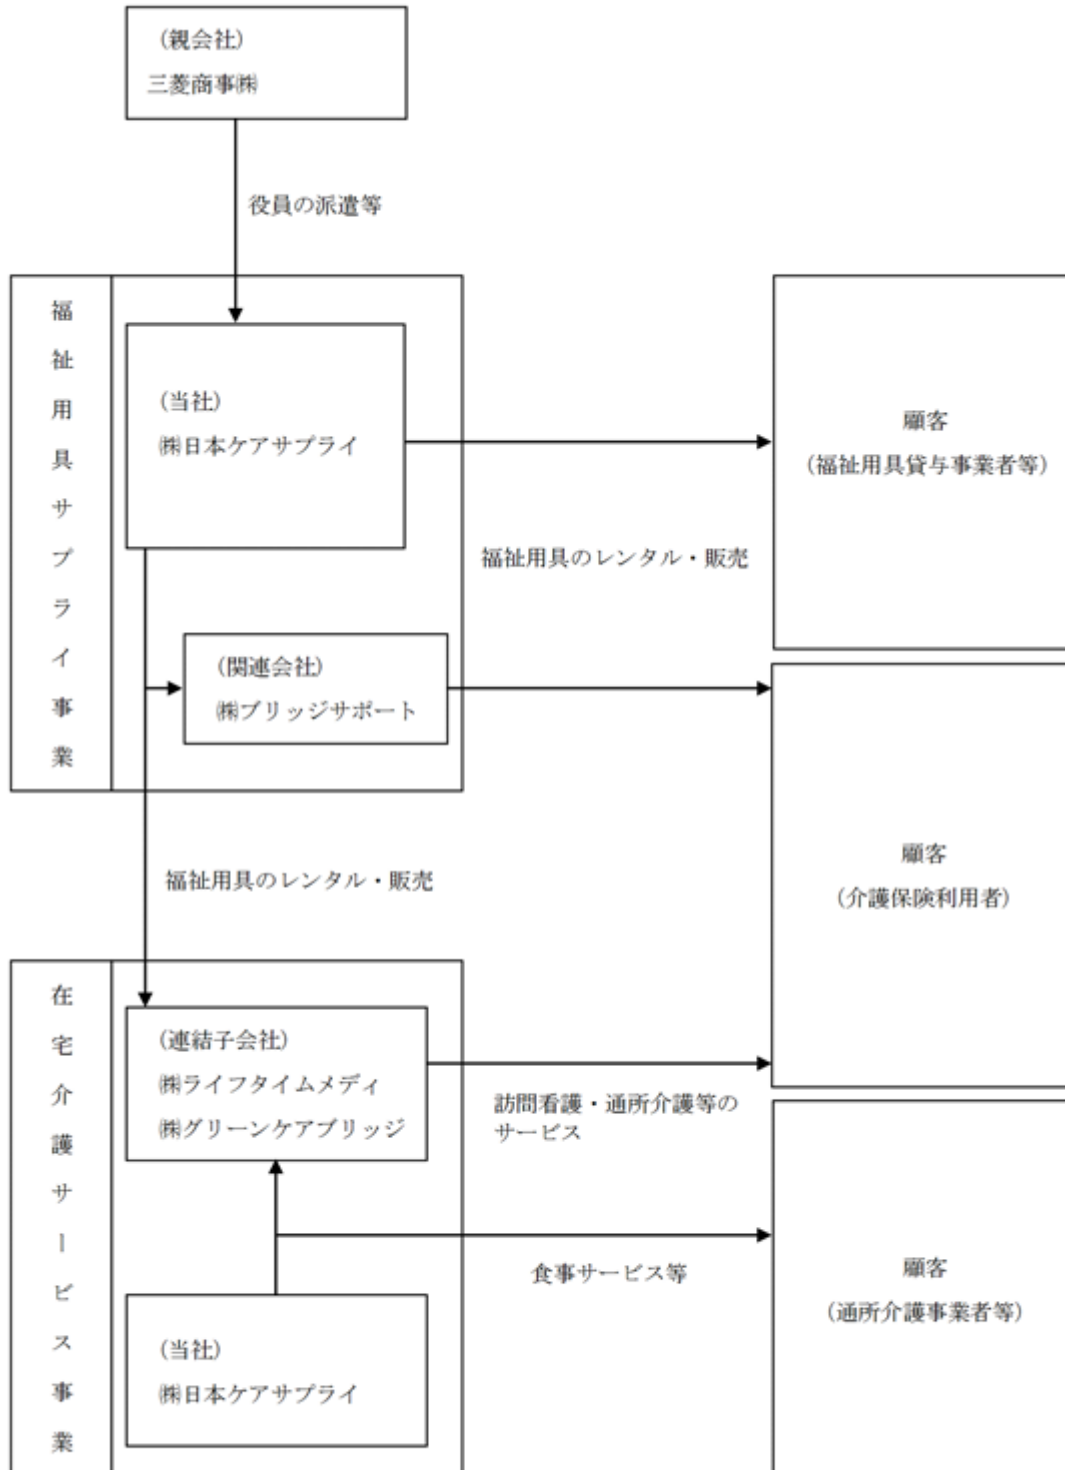 (親会社)
三菱商事㈱
役員の派遣等
福祉用具サプライ事業
(当社)
㈱日本ケアサプライ
顧客
(福祉用具貸与事業者等)
福祉用具のレンタル・販売
(関連会社)
㈱ブリッジサポート
顧客
(介護保険利用者)
福祉用具のレンタル・販売
在宅介護サービス事業
(連結子会社)
㈱ライフタイムメディ
㈱グリーンケアブリッジ
訪問看護・通所介護等の
サービス
食事サービス等
顧客
(通所介護事業者等)
(当社)
㈱日本ケアサプライ